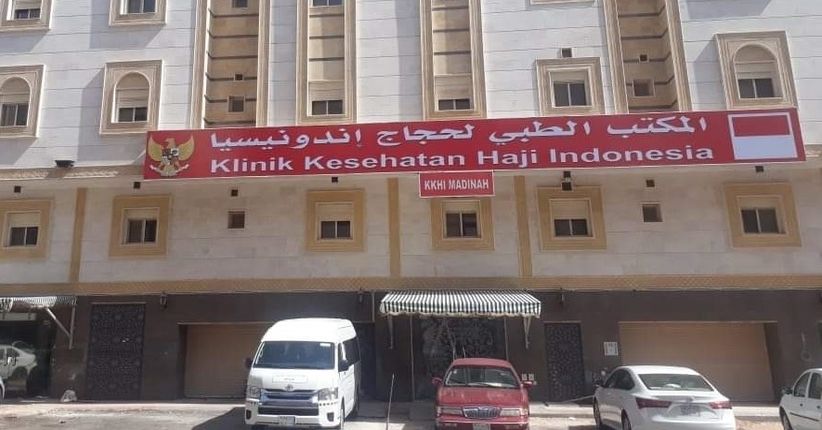 المكتب الطبي لحجاج إندونيسيا
Klinik Kesehatan Haji Indonesia
KKHI MADINAH